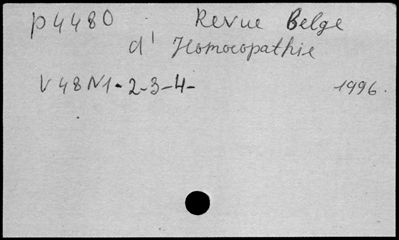 p4480 Revue Belge
d' Homoeopathie
V48N1-2-3-4- 1996.